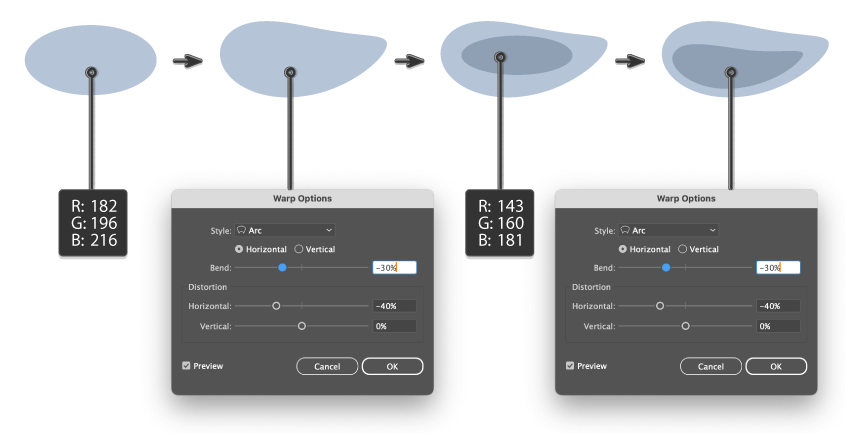 R: 182
G: 196
B: 216
Warp Options
Style: Arc
Horizontal Vertical
Bend: -30%
Distortion
Horizontal: -40%
Vertical: 0%
Preview Cancel OK
R: 143
G: 160
B: 181
Warp Options
Style: Arc
Horizontal Vertical
Bend: -30%
Distortion
Horizontal: -40%
Vertical: 0%
Preview Cancel OK